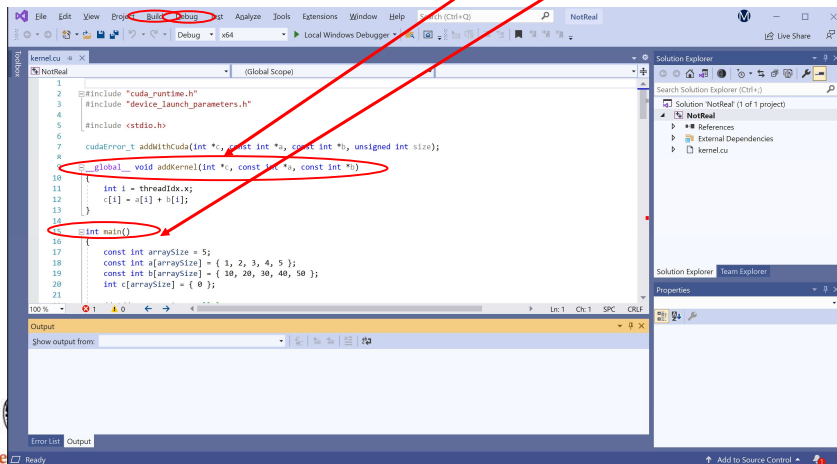 File Edit View Project Build Debug Test Analyze Tools Extensions Window Help Search (Ctrl+Q) NotReal
Debug x64 Local Windows Debugger Live Share
Toolbox
kernel.cu
NotReal (Global Scope)
1
2 #include "cuda_runtime.h"
3 #include "device_launch_parameters.h"
4
5 #include <stdio.h>
6
7 cudaError_t addWithCuda(int *c, const int *a, const int *b, unsigned int size);
8
9 __global__ void addKernel(int *c, const int *a, const int *b)
10 {
11 int i = threadIdx.x;
12 c[i] = a[i] + b[i];
13 }
14
15 int main()
16 {
17 const int arraySize = 5;
18 const int a[arraySize] = { 1, 2, 3, 4, 5 };
19 const int b[arraySize] = { 10, 20, 30, 40, 50 };
20 int c[arraySize] = { 0 };
21
100 % 1 0 Ln: 1 Ch: 1 SPC CRLF
Output
Show output from:
Error List Output
Solution Explorer
Search Solution Explorer (Ctrl+;)
Solution 'NotReal' (1 of 1 project)
NotReal
References
External Dependencies
kernel.cu
Solution Explorer Team Explorer
Properties
Ready Add to Source Control